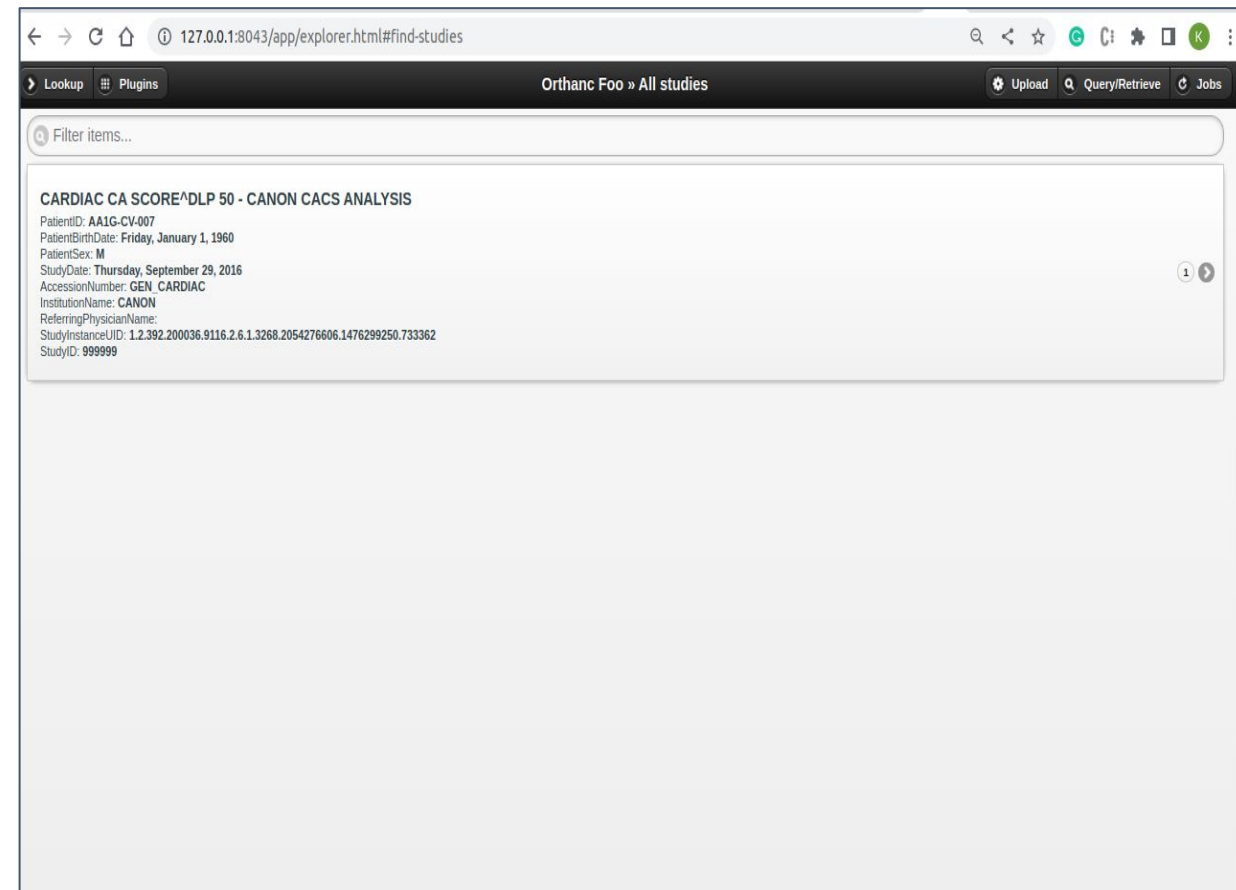 127.0.0.1:8043/app/explorer.html#find-studies K
Lookup Plugins Orthanc Foo » All studies Upload Query/Retrieve Jobs
Filter items...
CARDIAC CA SCORE^DLP 50 - CANON CACS ANALYSIS
PatientID: AA1G-CV-007
PatientBirthDate: Friday, January 1, 1960
PatientSex: M
StudyDate: Thursday, September 29, 2016
1
AccessionNumber: GEN_CARDIAC
InstitutionName: CANON
ReferringPhysicianName:
StudyInstanceUID: 1.2.392.200036.9116.2.6.1.3268.2054276606.1476299250.733362
StudyID: 999999